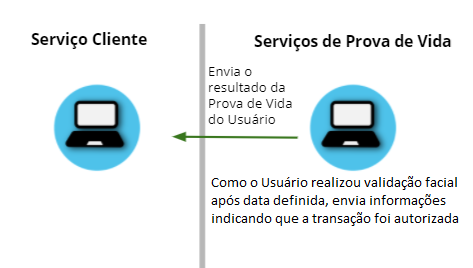 Serviço Cliente
Serviços de Prova de Vida
Envia o
resultado da
Prova de Vida
do Usuário
Como o Usuário realizou validação facial
após data definida, envia informações
indicando que a transação foi autorizada